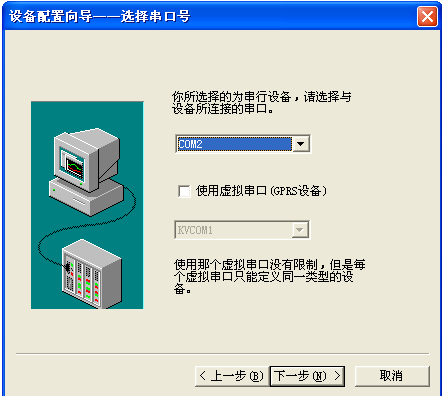 设备配置向导——选择串口号
你所选择的为串行设备，请选择与
设备所连接的串口。
COM2
使用虚拟串口(GPRS设备)
KVCOM1
使用那个虚拟串口没有限制，但是每
个虚拟串口只能定义同一类型的设
备。
< 上一步(B)
下一步(N) >
取消